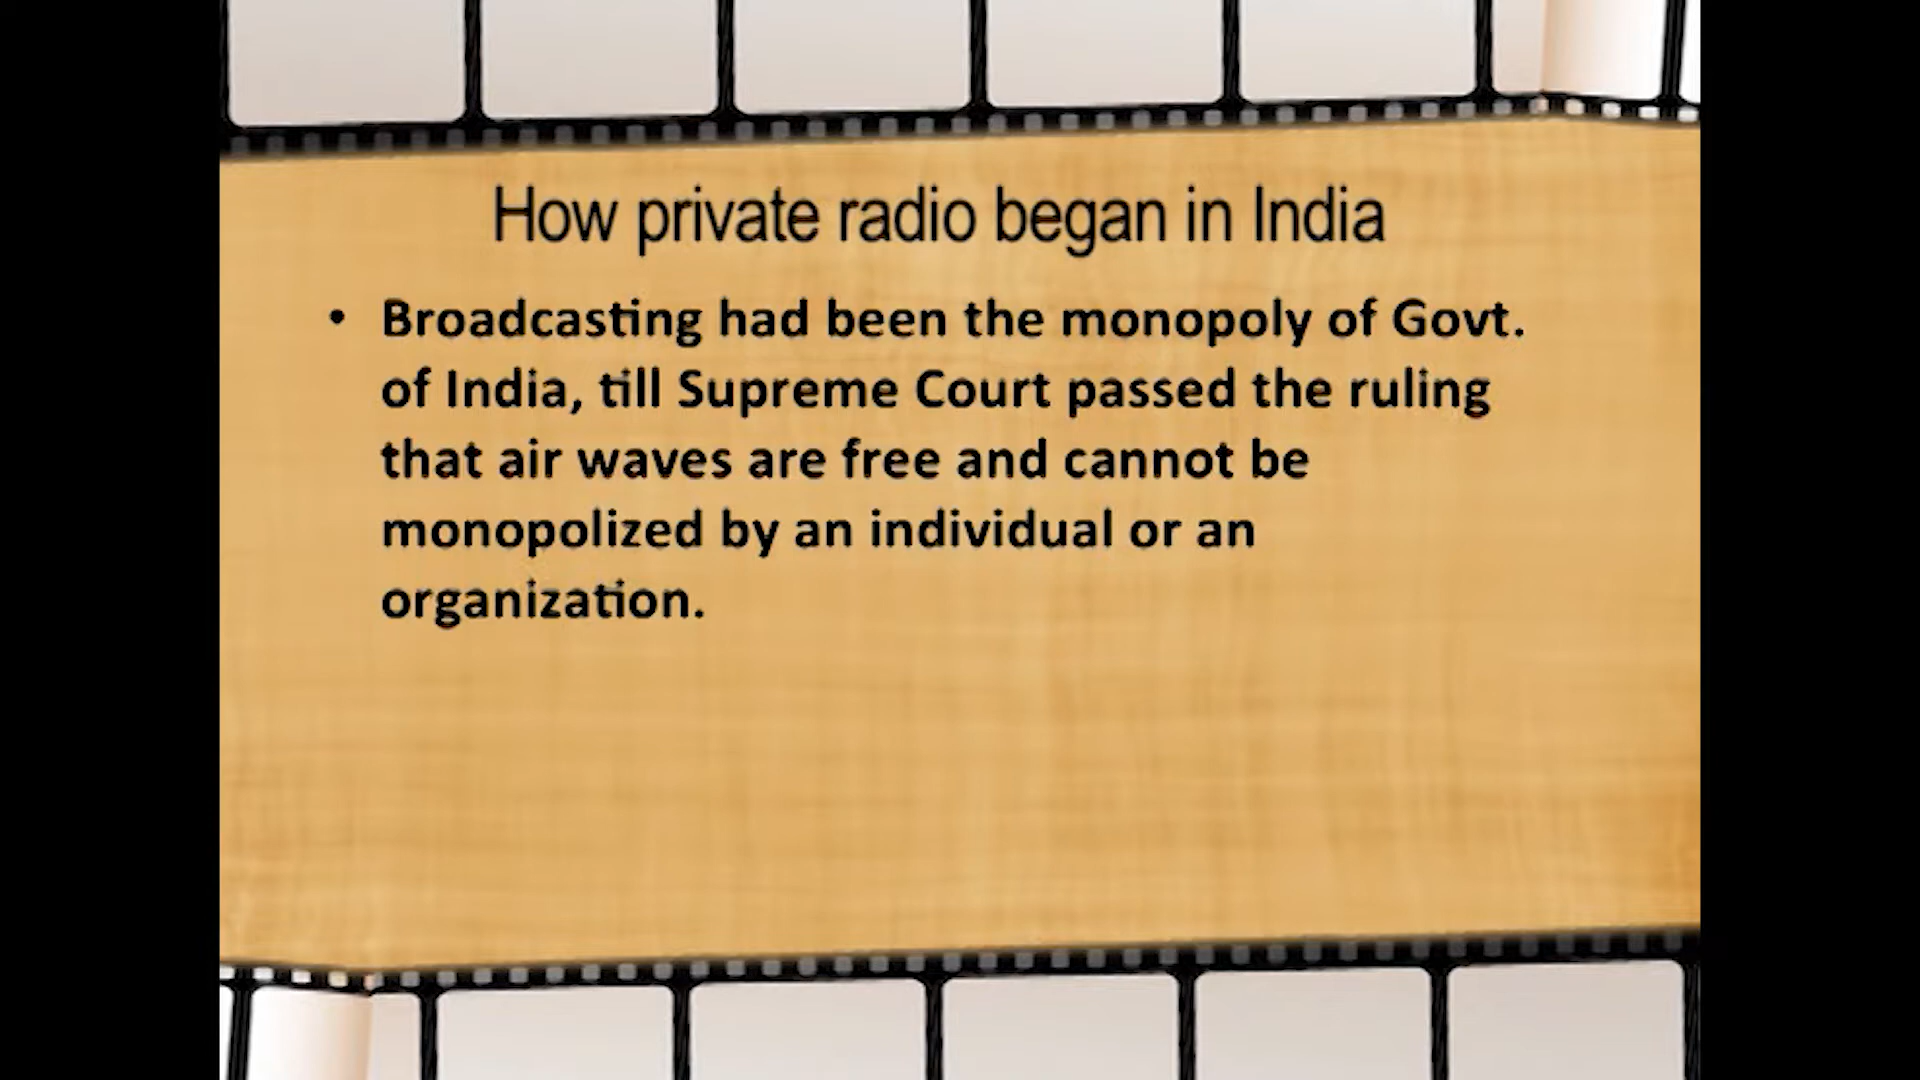 How private radio began in India
• Broadcasting had been the monopoly of Govt.
of India, till Supreme Court passed the ruling
that air waves are free and cannot be
monopolized by an individual or an
organization.